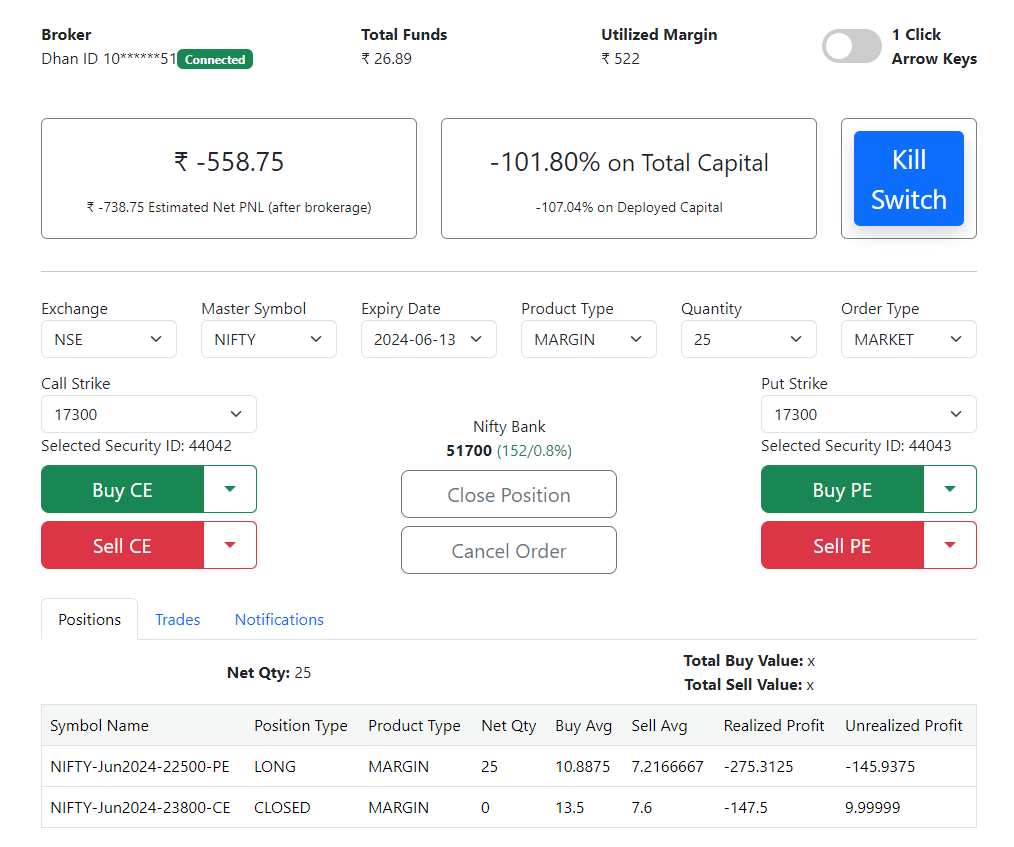 Broker
Total Funds
Utilized Margin
1 Click
Arrow Keys
Dhan ID 10******51 Connected
₹ 26.89
₹ 522
₹ -558.75
₹ -738.75 Estimated Net PNL (after brokerage)
-101.80% on Total Capital
-107.04% on Deployed Capital
Kill
Switch
Exchange
Master Symbol
Expiry Date
Product Type
Quantity
Order Type
NSE
NIFTY
2024-06-13
MARGIN
25
MARKET
Call Strike
17300
Selected Security ID: 44042
Buy CE
Sell CE
Nifty Bank
51700 (152/0.8%)
Close Position
Cancel Order
Put Strike
17300
Selected Security ID: 44043
Buy PE
Sell PE
Positions Trades Notifications
Net Qty: 25
Total Buy Value: x
Total Sell Value: x
Symbol Name Position Type Product Type Net Qty Buy Avg Sell Avg Realized Profit Unrealized Profit
NIFTY-Jun2024-22500-PE LONG MARGIN 25 10.8875 7.2166667 -275.3125 -145.9375
NIFTY-Jun2024-23800-CE CLOSED MARGIN 0 13.5 7.6 -147.5 9.99999